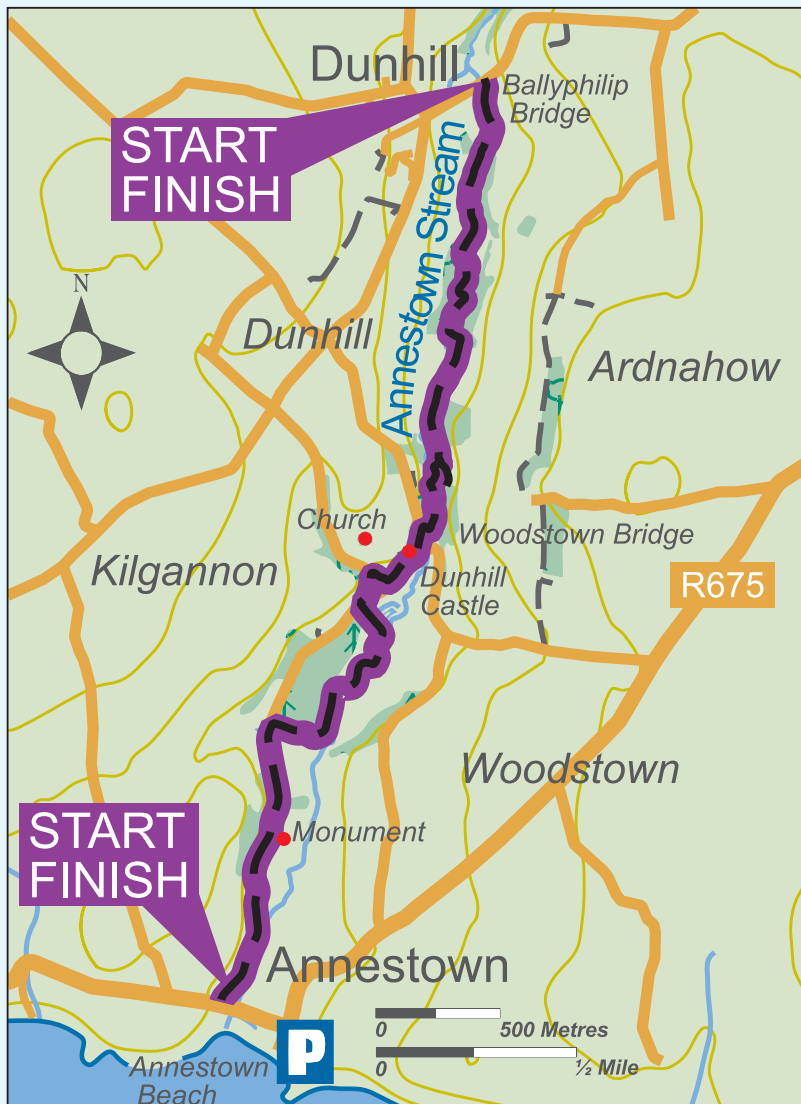 Dunhill
Ballyphilip
Bridge
START
FINISH
Annestown Stream
N
Dunhill
Ardnahow
Church
Woodstown Bridge
Kilgannon
Dunhill
Castle
R675
Woodstown
START
FINISH
Monument
Annestown
0
500 Metres
0
½ Mile
P
Annestown
Beach